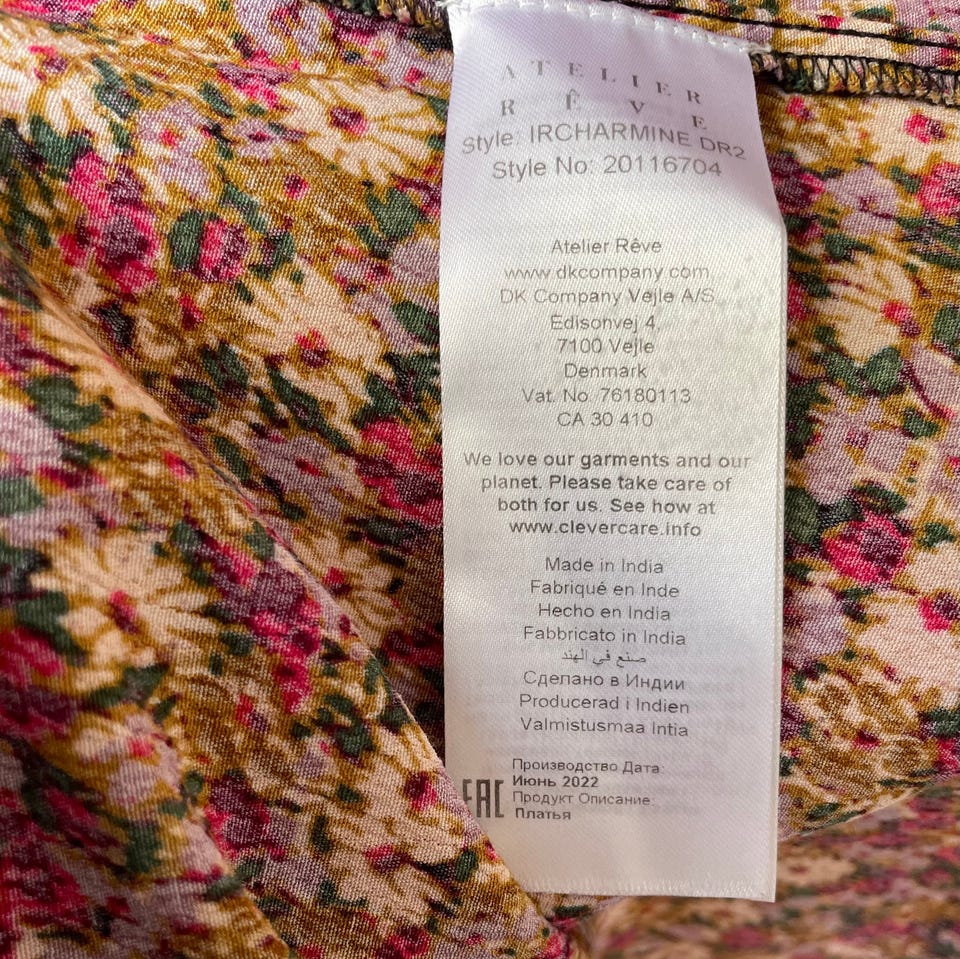 ATELIER
RÊVE
Style: IRCHARMINE DR2
Style No: 20116704
Atelier Rêve
www.dkcompany.com
DK Company Vejle A/S
Edisonvej 4,
7100 Vejle
Denmark
Vat. No. 76180113
CA 30 410
We love our garments and our
planet. Please take care of
both for us. See how at
www.clevercare.info
Made in India
Fabriqué en Inde
Hecho en India
Fabbricato in India
صنع في الهند
Сделано в Индии
Producerad i Indien
Valmistusmaa Intia
Производство Дата:
Июнь 2022
EAC Продукт Описание:
Платья